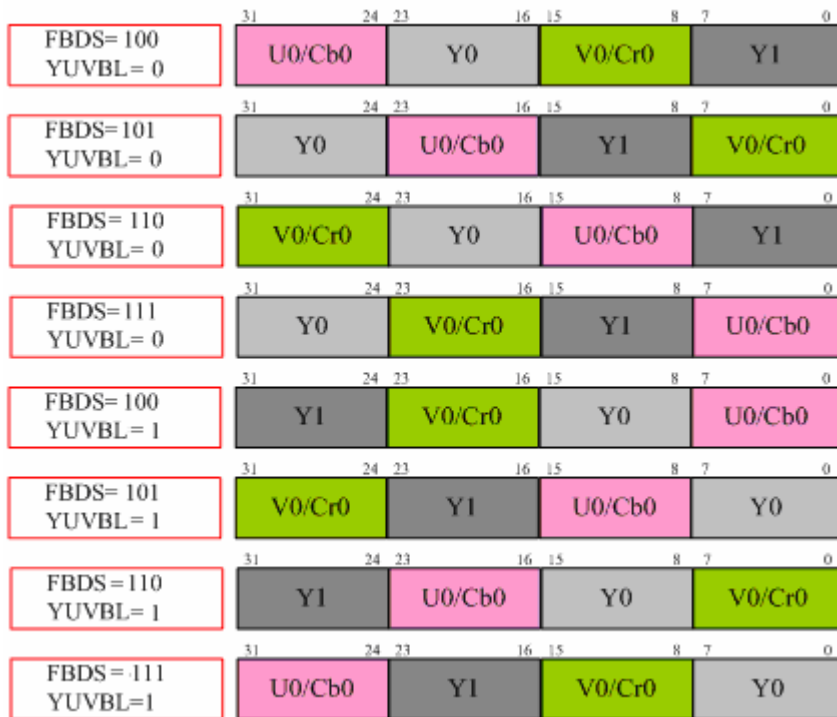 31 24 23 16 15 8 7 0
FBDS= 100 U0/Cb0 Y0 V0/Cr0 Y1
YUVBL= 0
31 24 23 16 15 8 7 0
FBDS= 101 Y0 U0/Cb0 Y1 V0/Cr0
YUVBL= 0
31 24 23 16 15 8 7 0
FBDS= 110 V0/Cr0 Y0 U0/Cb0 Y1
YUVBL= 0
31 24 23 16 15 8 7 0
FBDS=111 Y0 V0/Cr0 Y1 U0/Cb0
YUVBL= 0
31 24 23 16 15 8 7 0
FBDS= 100 Y1 V0/Cr0 Y0 U0/Cb0
YUVBL= 1
31 24 23 16 15 8 7 0
FBDS= 101 V0/Cr0 Y1 U0/Cb0 Y0
YUVBL= 1
31 24 23 16 15 8 7 0
FBDS =110 Y1 U0/Cb0 Y0 V0/Cr0
YUVBL= 1
31 24 23 16 15 8 7 0
FBDS= 111 U0/Cb0 Y1 V0/Cr0 Y0
YUVBL=1